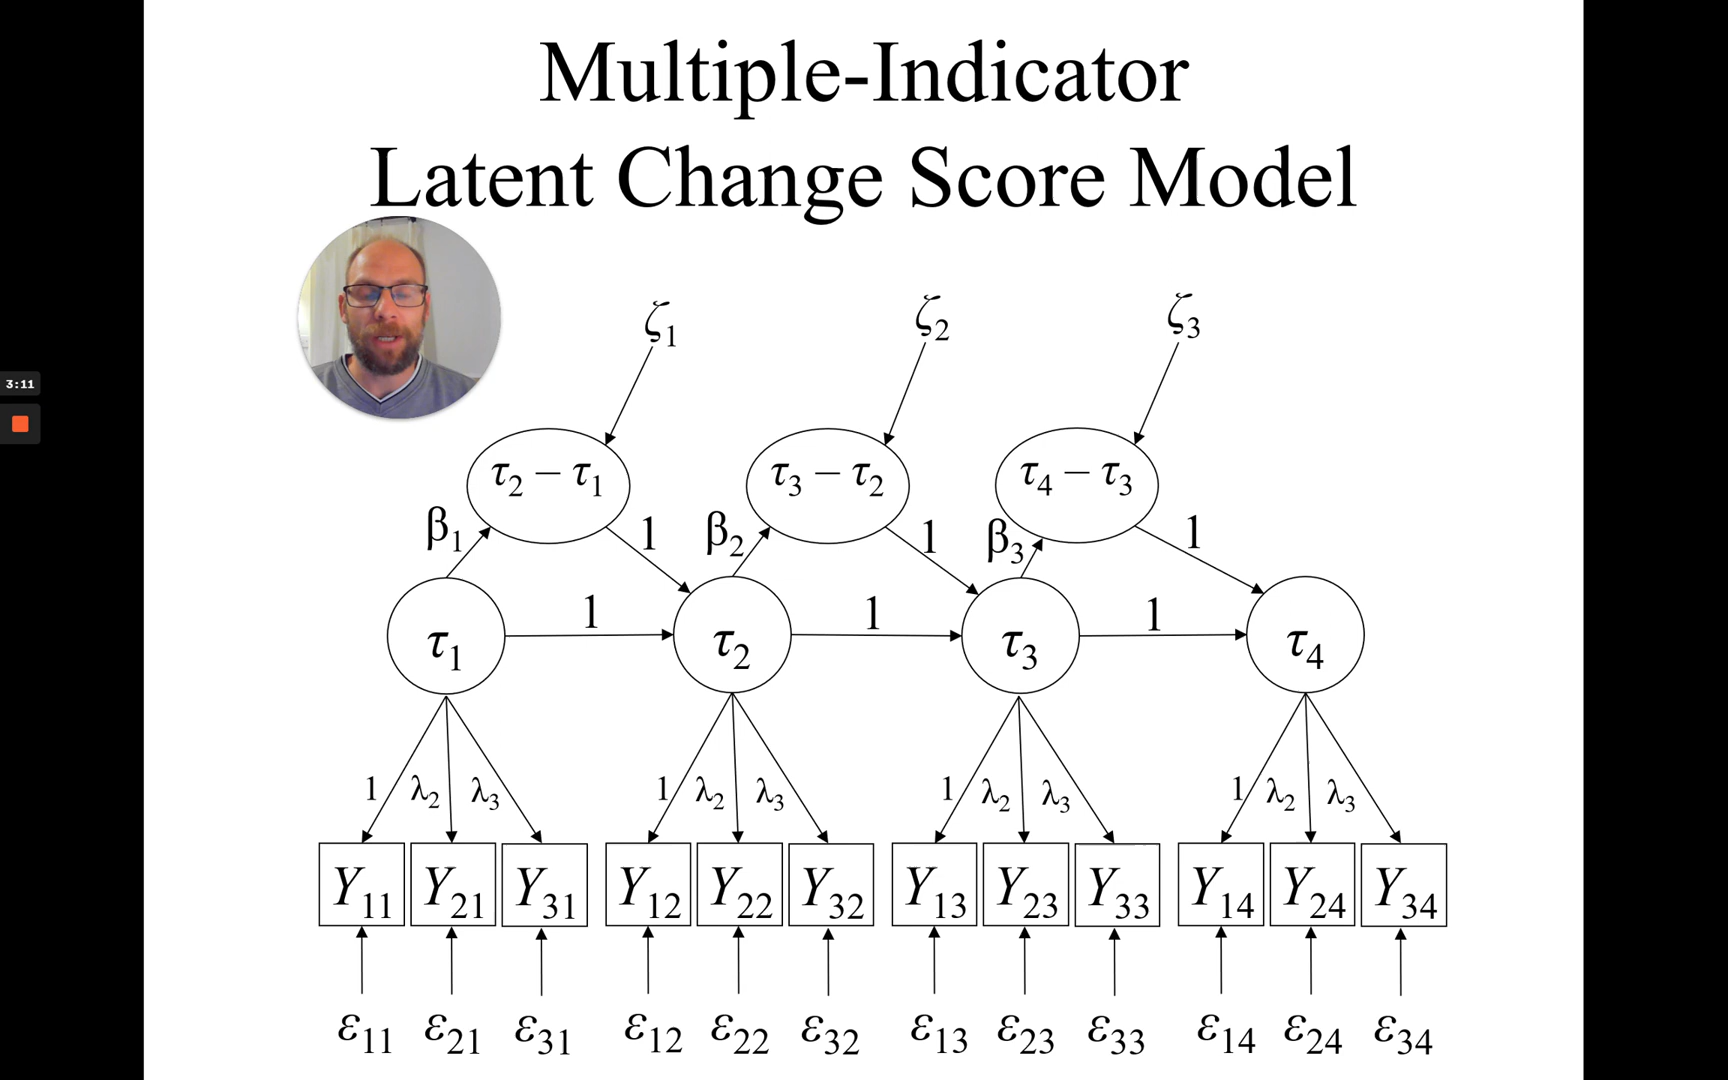 Multiple-Indicator
Latent Change Score Model
ζ1 ζ2 ζ3
3:11
τ2 − τ1 τ3 − τ2 τ4 − τ3
β1 1 β2 1 β3 1
1 1 1
τ1 τ2 τ3 τ4
1 λ2 λ3 1 λ2 λ3 1 λ2 λ3 1 λ2 λ3
Y11 Y21 Y31 Y12 Y22 Y32 Y13 Y23 Y33 Y14 Y24 Y34
ε11 ε21 ε31 ε12 ε22 ε32 ε13 ε23 ε33 ε14 ε24 ε34